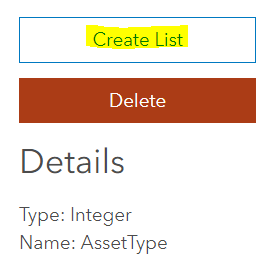 Create List
Delete
Details
Type: Integer
Name: AssetType